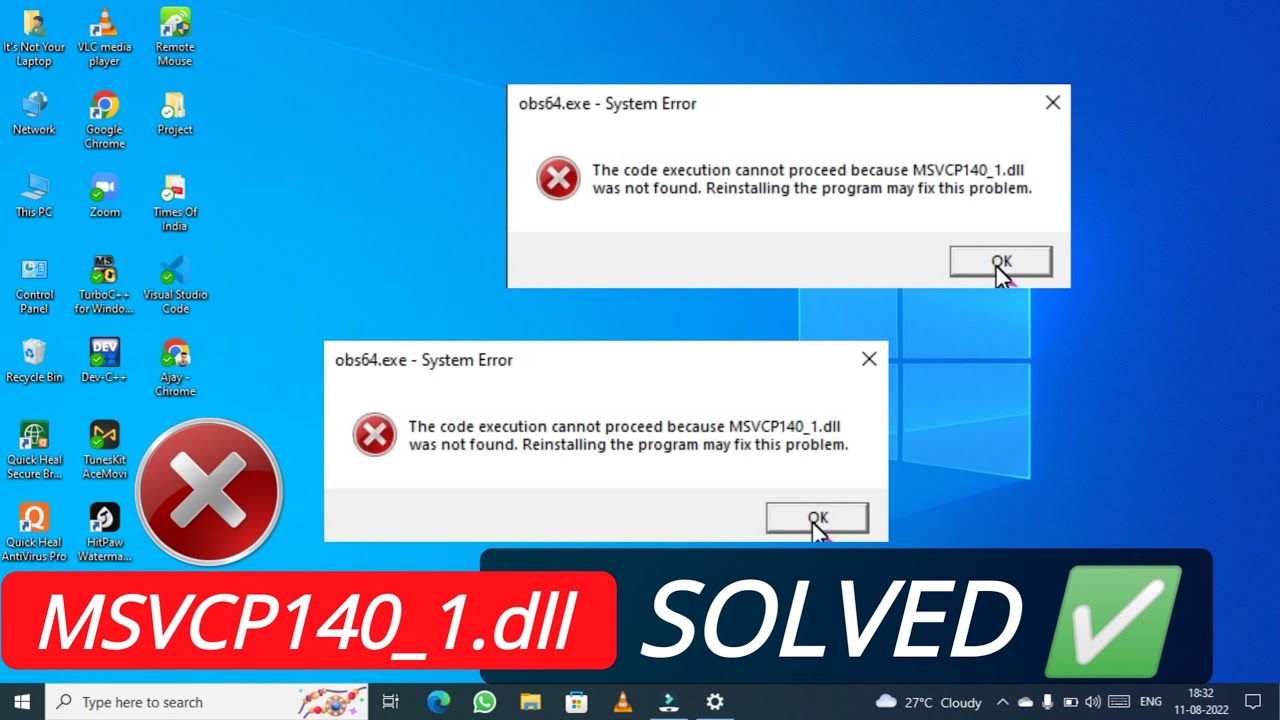 It's Not Your
Laptop
VLC media
player
Remote
Mouse
Network
Google
Chrome
Project
This PC
Zoom
Times Of
India
Control
Panel
TurboC++
for Windo...
Visual Studio
Code
Recycle Bin
Dev-C++
Ajay -
Chrome
Quick Heal
Secure Br...
TunesKit
AceMovi
Quick Heal
AntiVirus Pro
HitPaw
Waterma...
MS
DEV
obs64.exe - System Error
The code execution cannot proceed because MSVCP140_1.dll
was not found. Reinstalling the program may fix this problem.
OK
obs64.exe - System Error
The code execution cannot proceed because MSVCP140_1.dll
was not found. Reinstalling the program may fix this problem.
OK
MSVCP140_1.dll
SOLVED
Type here to search
27°C Cloudy
ENG
18:32
11-08-2022